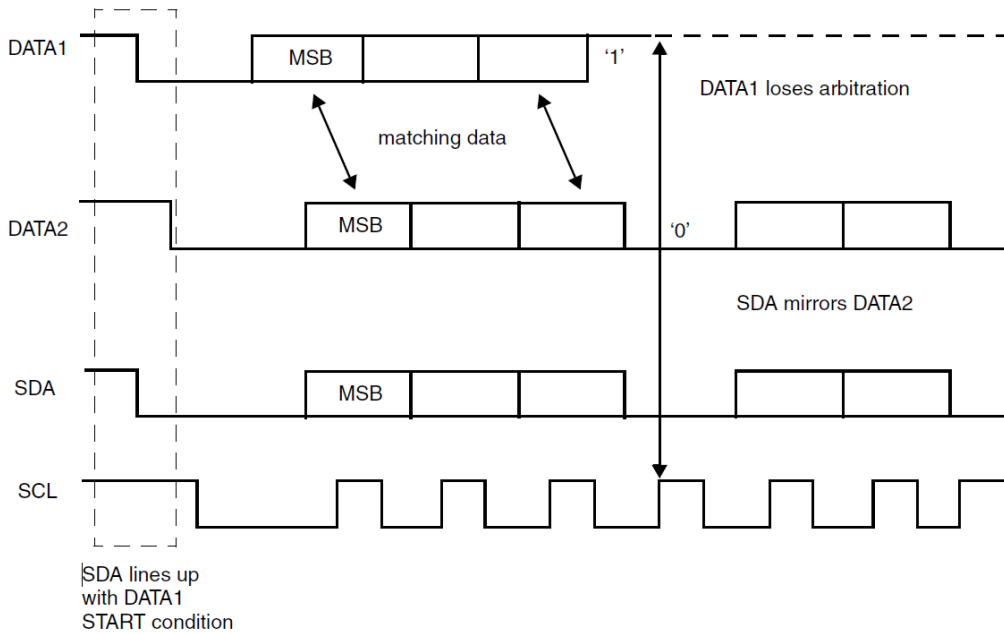 DATA1
MSB
‘1’
DATA1 loses arbitration
matching data
DATA2
MSB
‘0’
SDA mirrors DATA2
SDA
MSB
SCL
SDA lines up
with DATA1
START condition